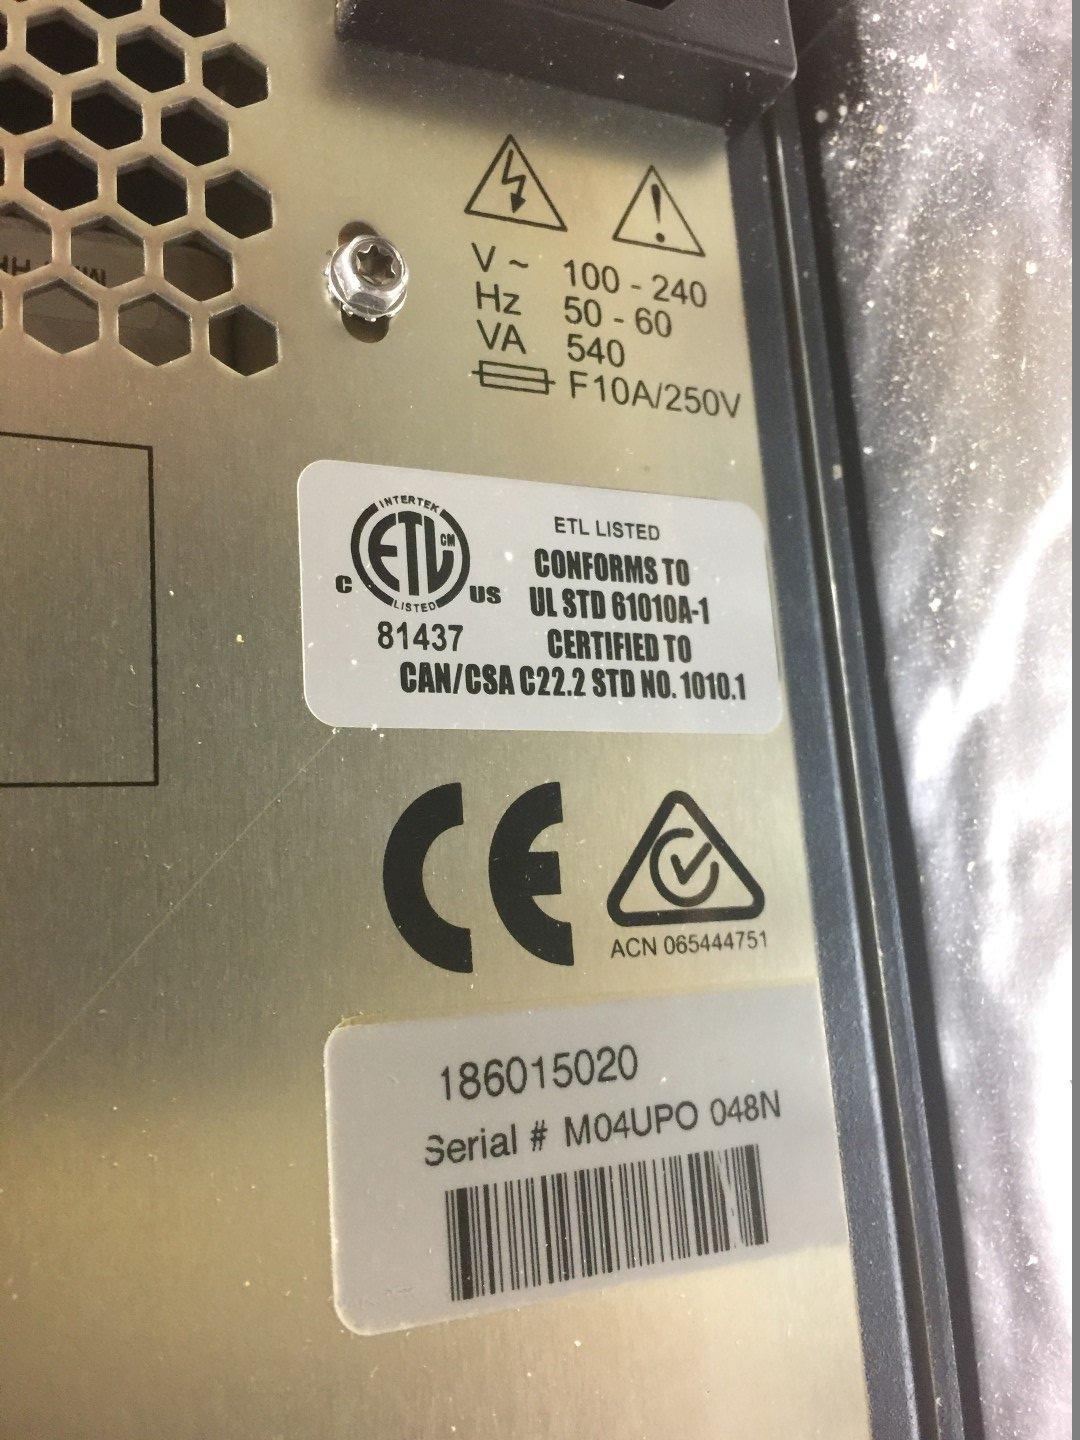 V ~ 100 - 240
Hz 50 - 60
VA 540
F10A/250V
INTERTEK
ETL CM
LISTED
C US
81437
ETL LISTED
CONFORMS TO
UL STD 61010A-1
CERTIFIED TO
CAN/CSA C22.2 STD NO. 1010.1
CE
ACN 065444751
186015020
Serial # M04UPO 048N